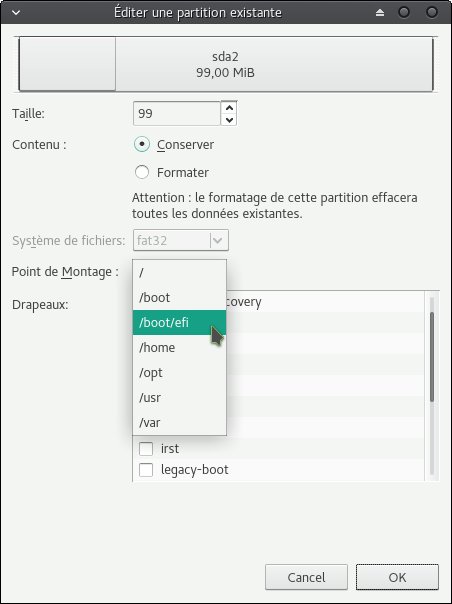 Éditer une partition existante
sda2
99,00 MiB
Taille:
99
Contenu :
Conserver
Formater
Attention : le formatage de cette partition effacera
toutes les données existantes.
Système de fichiers:
fat32
Point de Montage :
/
/boot
/boot/efi
/home
/opt
/usr
/var
Drapeaux:
covery
irst
legacy-boot
Cancel
OK